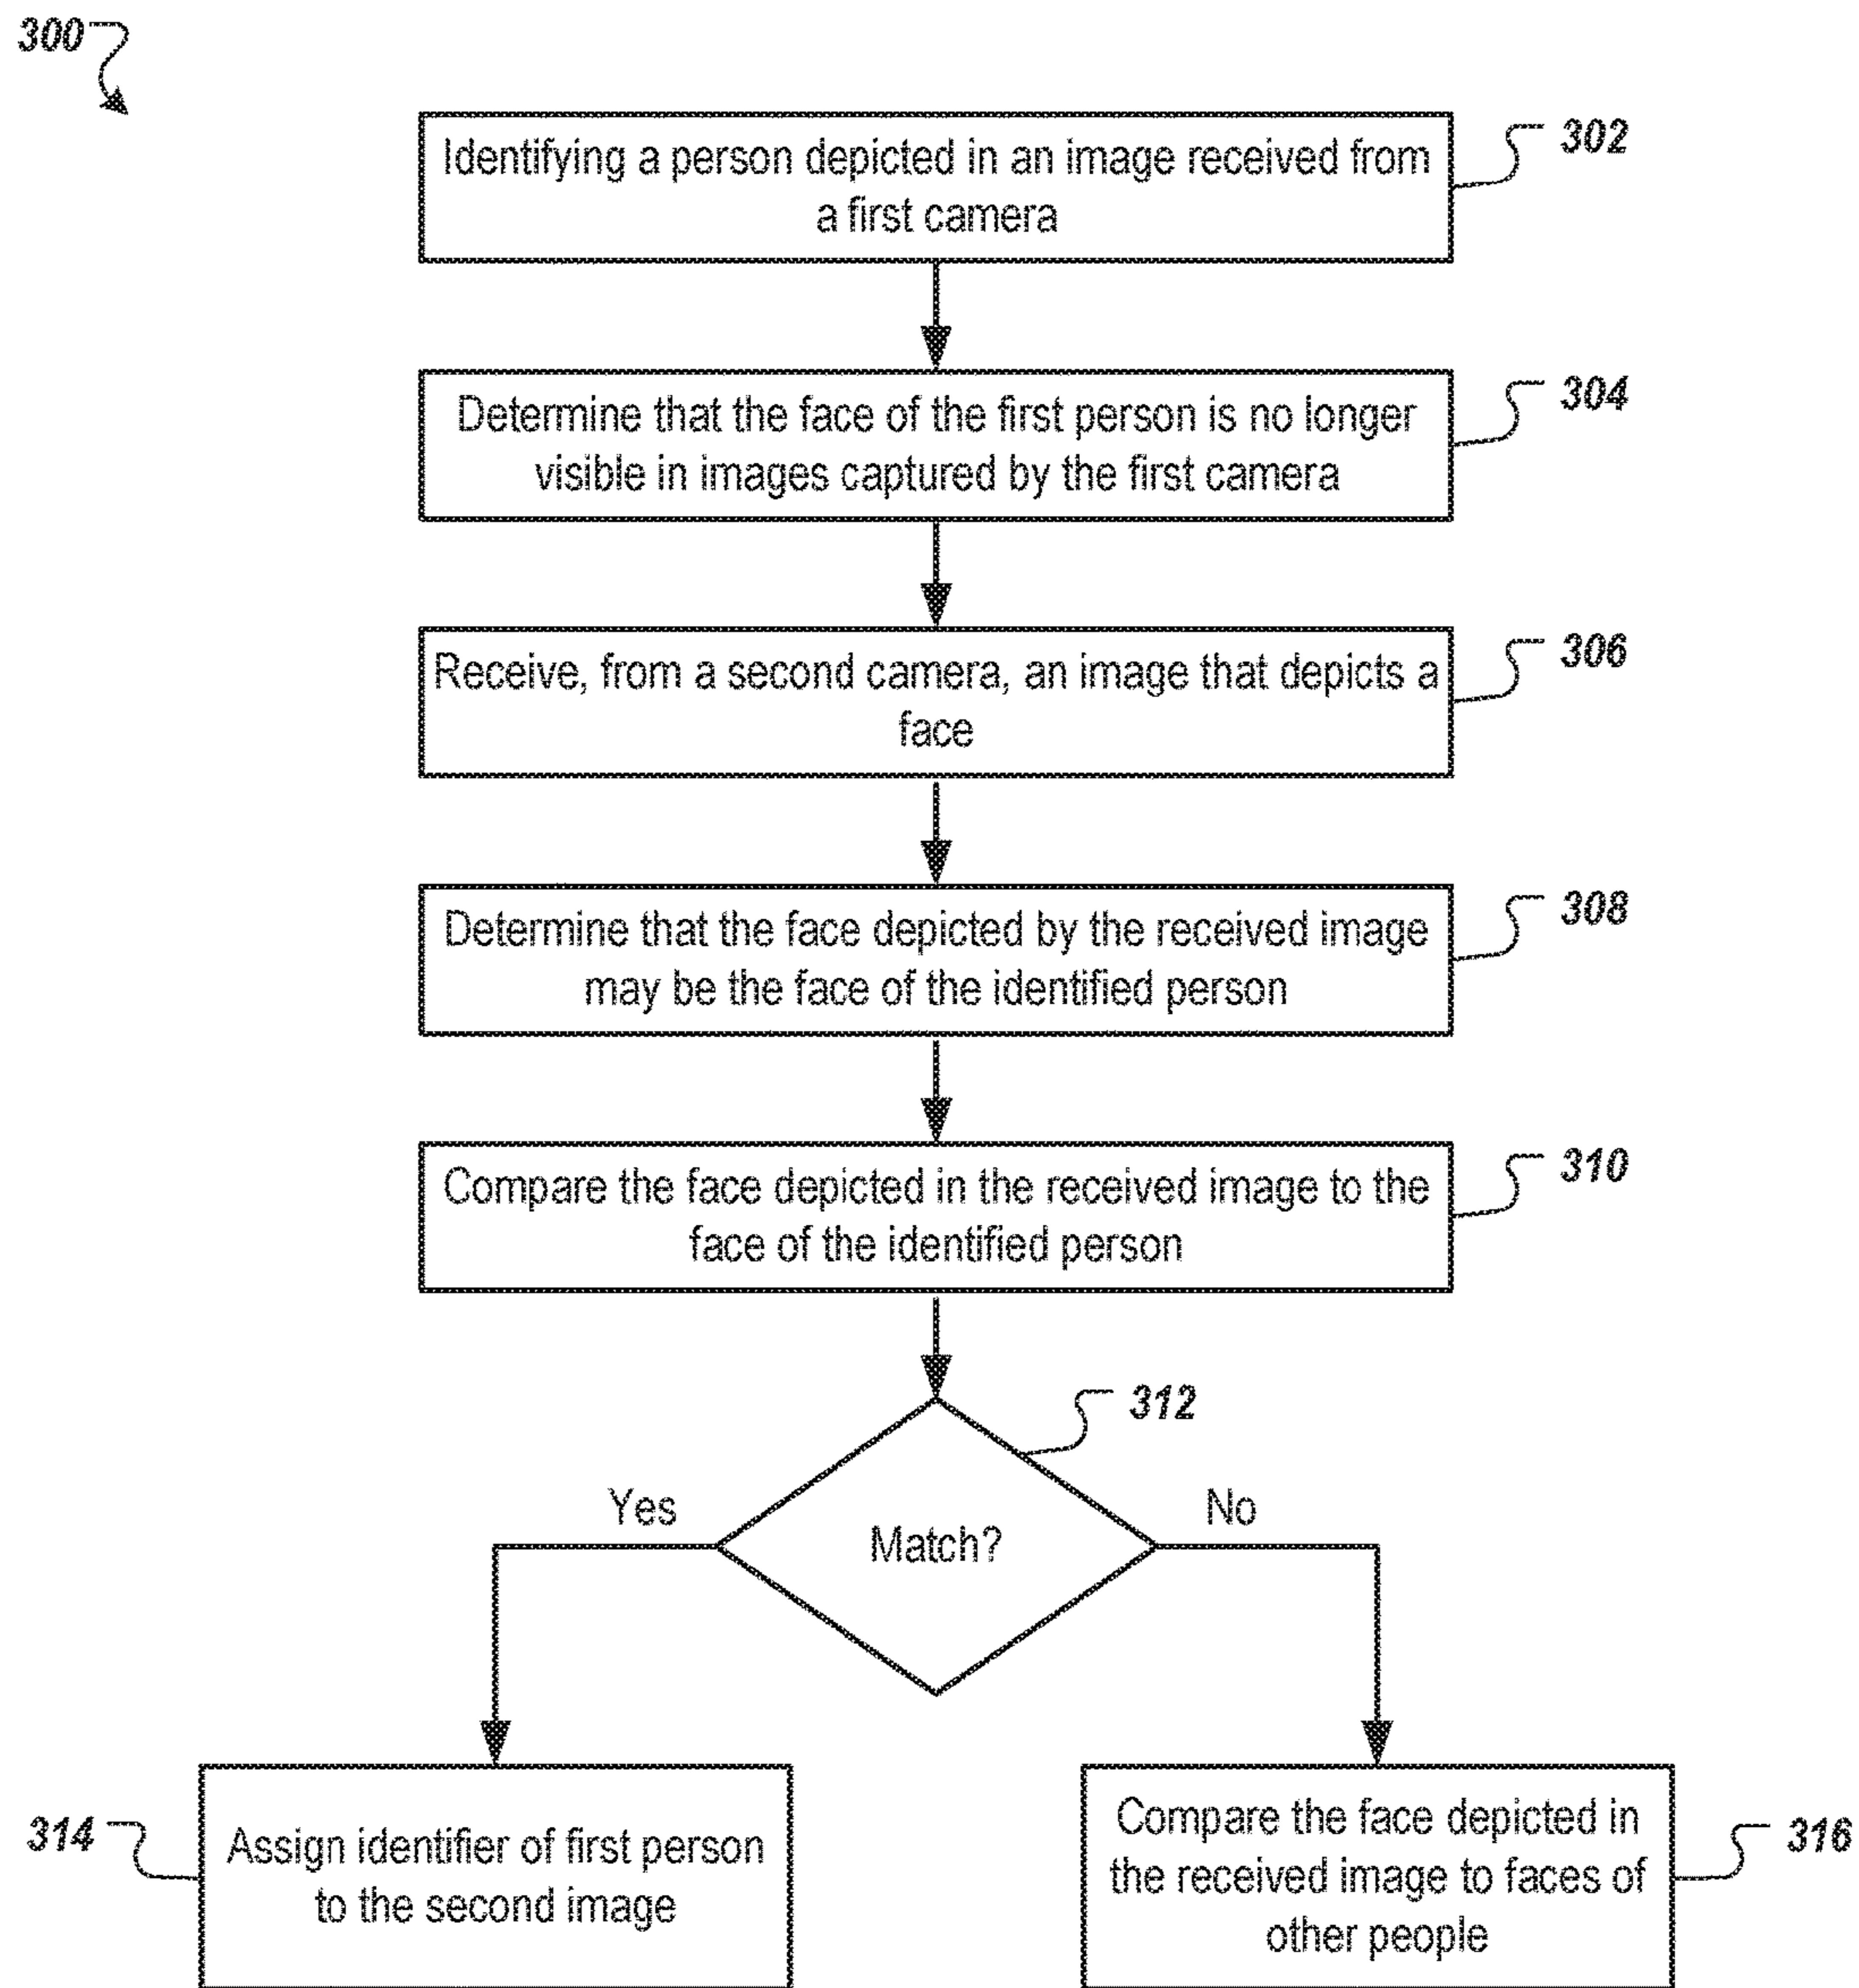 300
Identifying a person depicted in an image received from
a first camera
302
Determine that the face of the first person is no longer
visible in images captured by the first camera
304
Receive, from a second camera, an image that depicts a
face
306
Determine that the face depicted by the received image
may be the face of the identified person
308
Compare the face depicted in the received image to the
face of the identified person
310
312
Yes
Match?
No
314
Assign identifier of first person
to the second image
Compare the face depicted in
the received image to faces of
other people
316